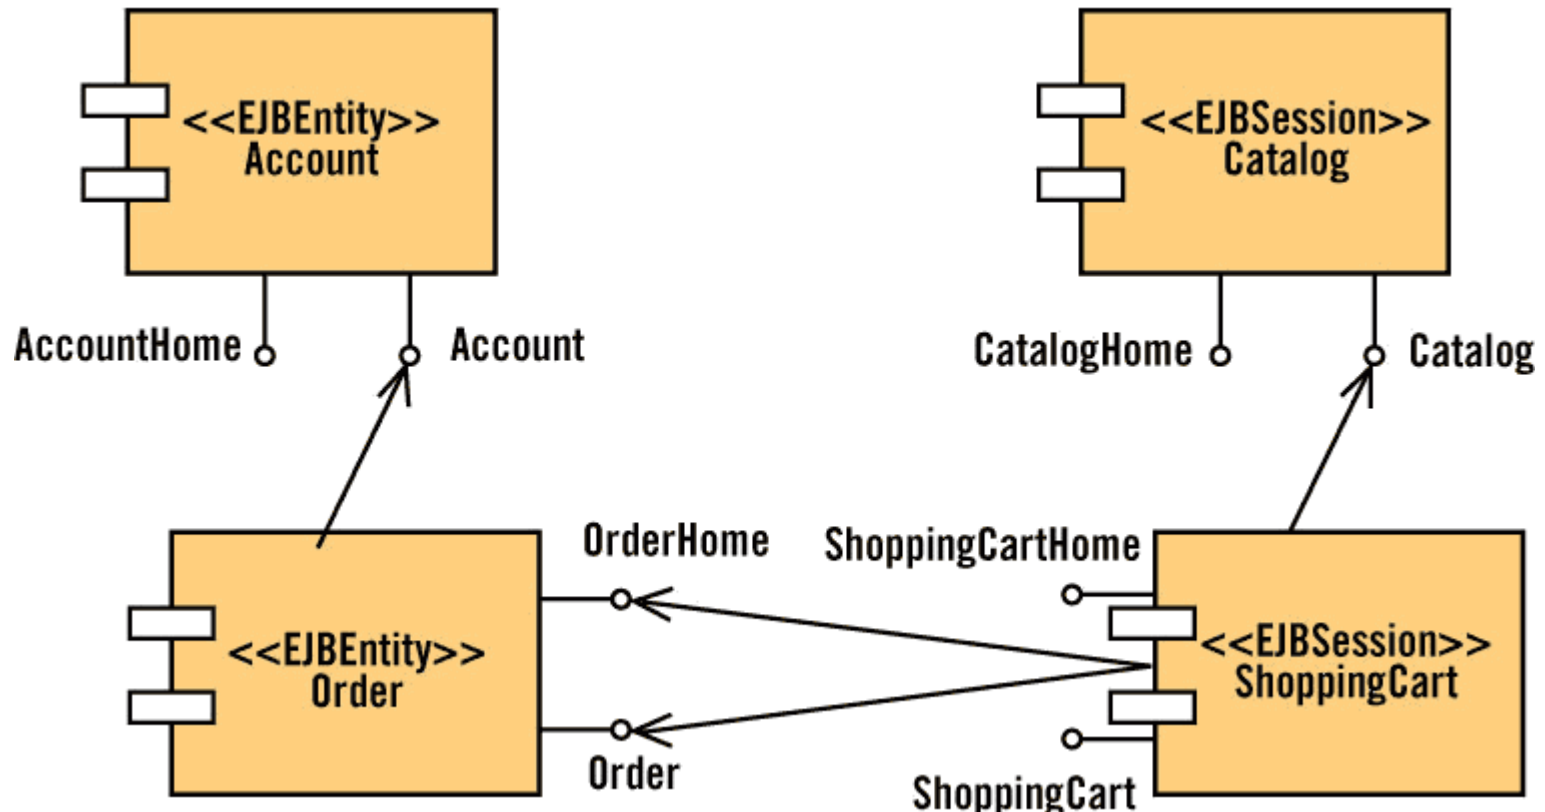 <<EJBEntity>>
Account
<<EJBSession>>
Catalog
AccountHome
Account
CatalogHome
Catalog
OrderHome
ShoppingCartHome
<<EJBEntity>>
Order
<<EJBSession>>
ShoppingCart
Order
ShoppingCart